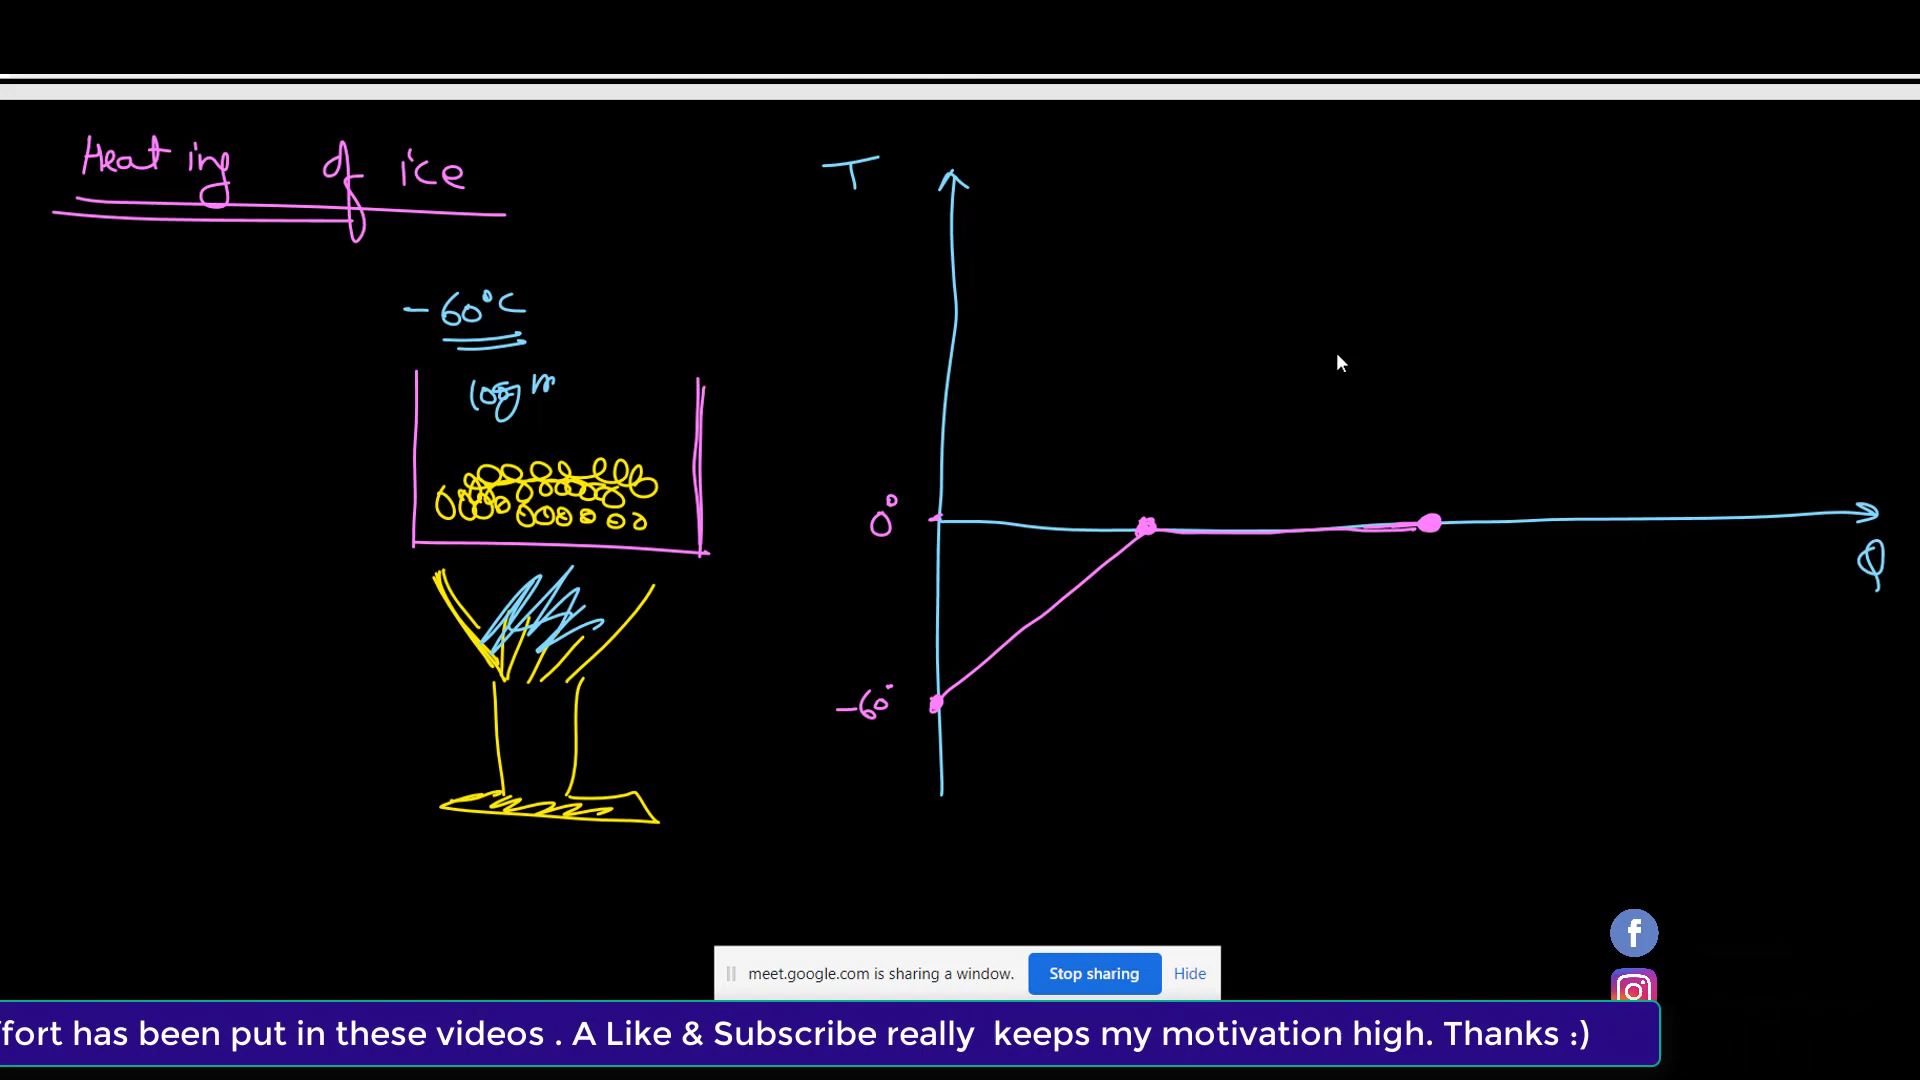 Heating of ice
T
-60°C
100g m
0°
Q
-60°
meet.google.com is sharing a window. Stop sharing Hide
ffort has been put in these videos . A Like & Subscribe really keeps my motivation high. Thanks :)